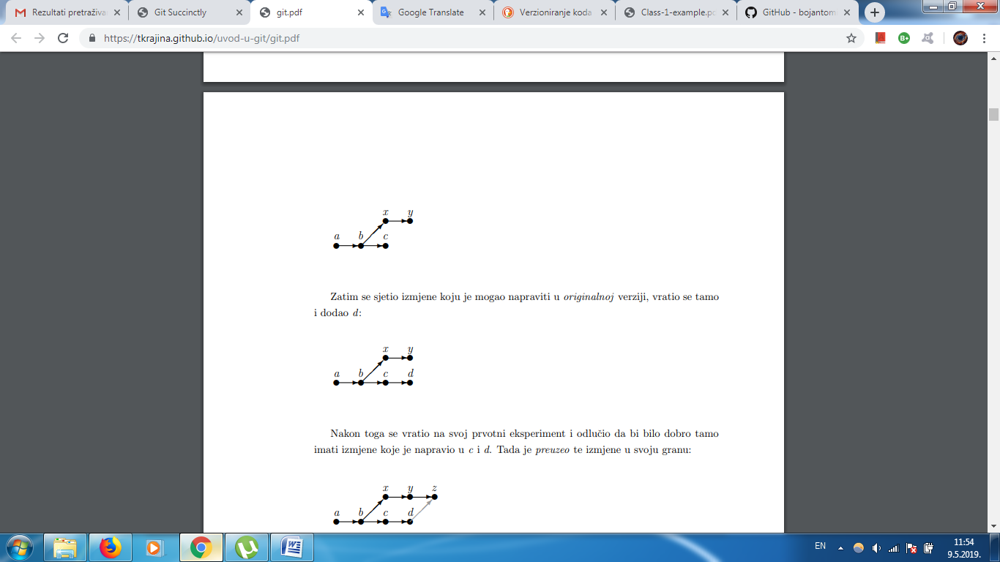 Rezultati pretraživa
Git Succinctly
git.pdf
Google Translate
Verzioniranje koda
Class-1-example.pd
GitHub - bojantom
https://tkrajina.github.io/uvod-u-git/git.pdf
B+
x y
a b c
Zatim se sjetio izmjene koju je mogao napraviti u originalnoj verziji, vratio se tamo
i dodao d:
x y
a b c d
Nakon toga se vratio na svoj prvotni eksperiment i odlučio da bi bilo dobro tamo
imati izmjene koje je napravio u c i d. Tada je preuzeo te izmjene u svoju granu:
x y z
a b c d
EN
11:54
9.5.2019.